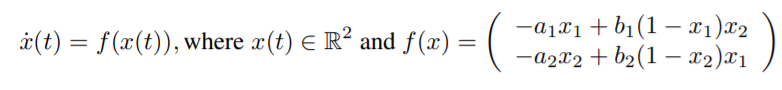 ẋ(t) = f(x(t)), where x(t) ∈ ℝ² and f(x) = ( −a₁x₁ + b₁(1 − x₁)x₂
−a₂x₂ + b₂(1 − x₂)x₁ )